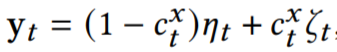 y_t = (1 − c_t^x)η_t + c_t^x ζ_t,